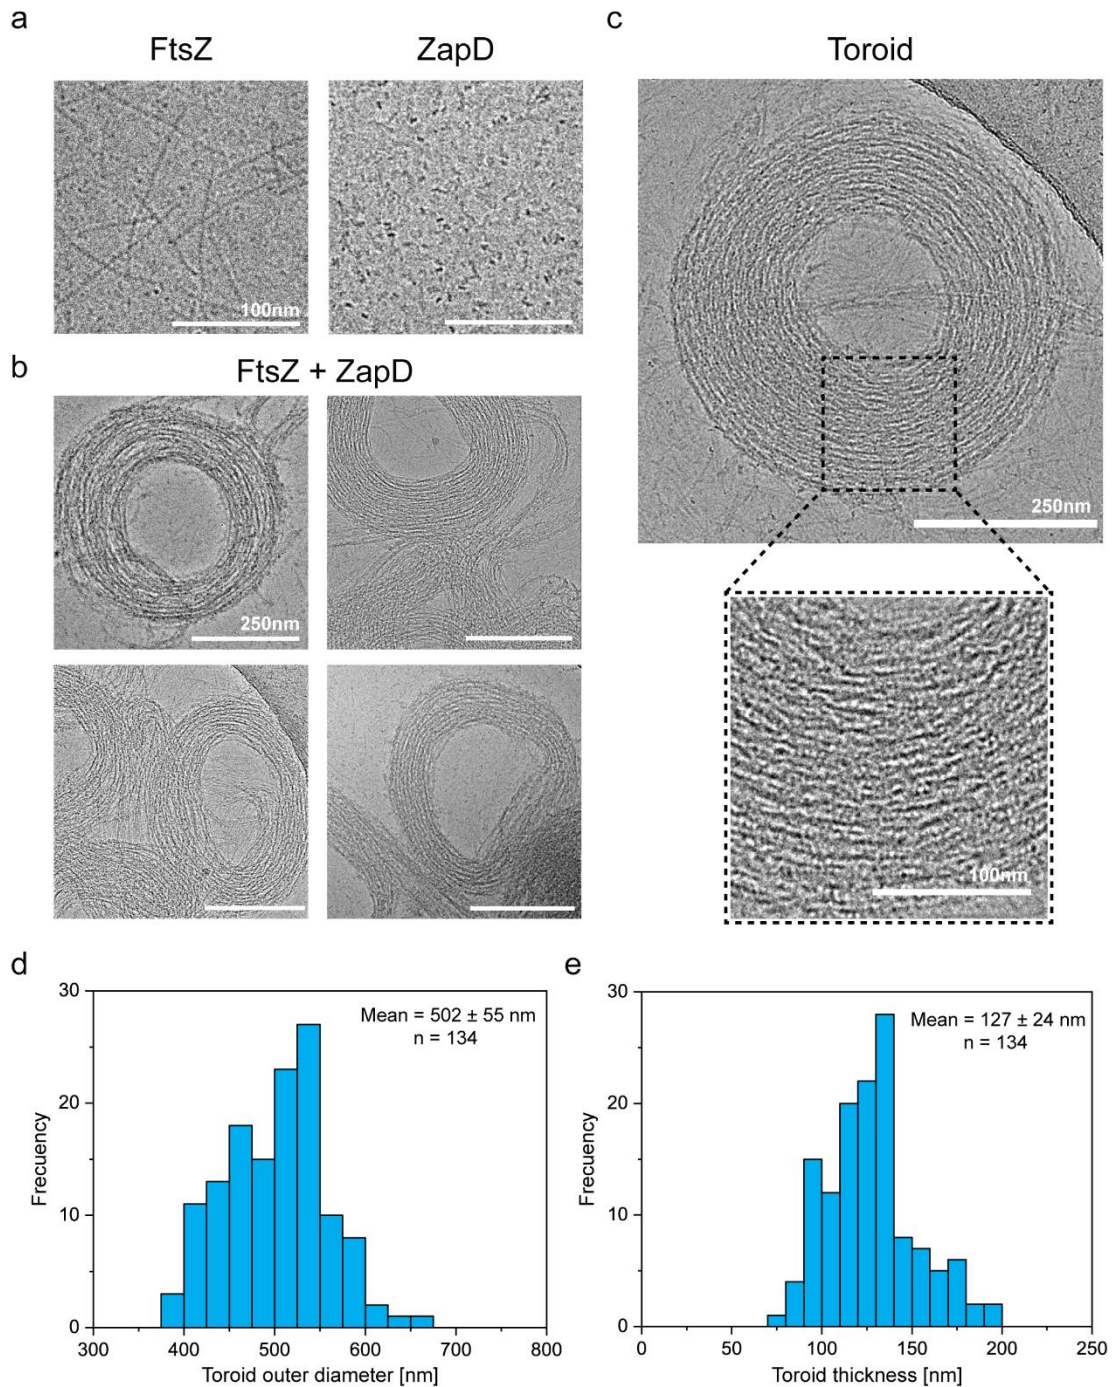 a
FtsZ
ZapD
100nm
b
FtsZ + ZapD
250nm
c
Toroid
250nm
100nm
d
30
20
10
0
Frecuency
Mean = 502 ± 55 nm
n = 134
300
400
500
600
700
800
Toroid outer diameter [nm]
e
30
20
10
0
Frecuency
Mean = 127 ± 24 nm
n = 134
0
50
100
150
200
250
Toroid thickness [nm]